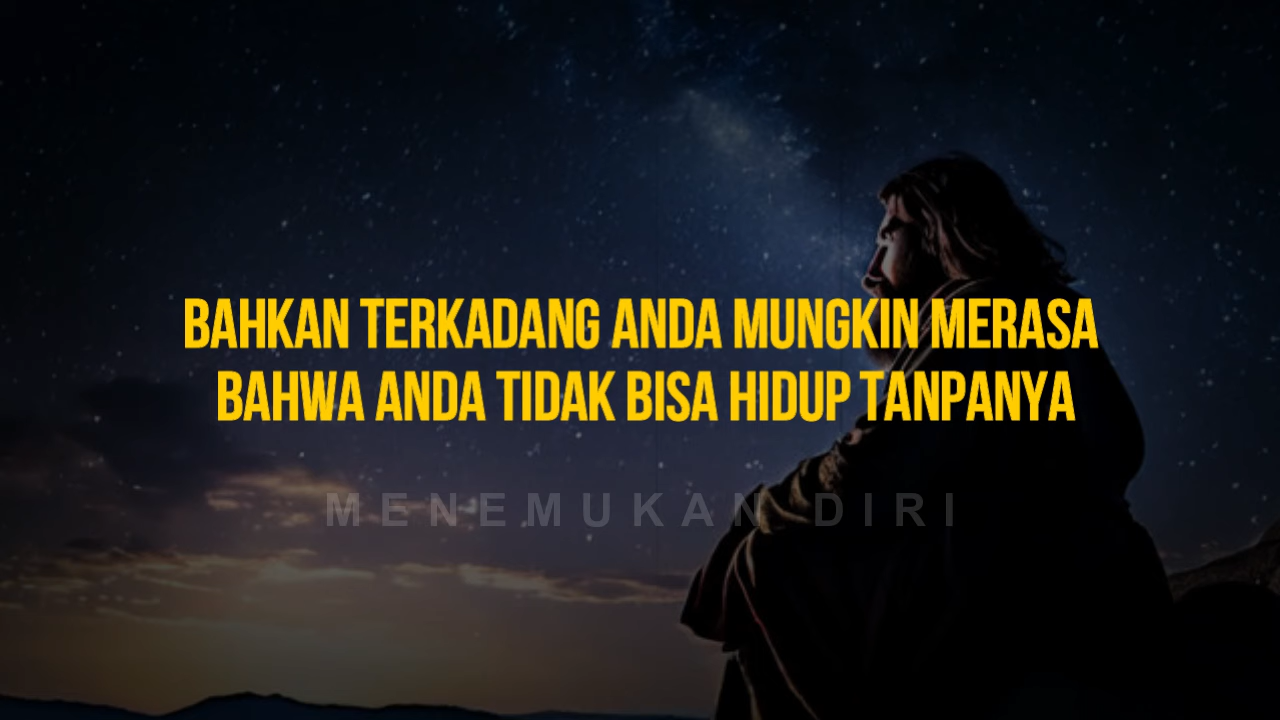 BAHKAN TERKADANG ANDA MUNGKIN MERASA
BAHWA ANDA TIDAK BISA HIDUP TANPANYA
MENEMUKAN DIRI